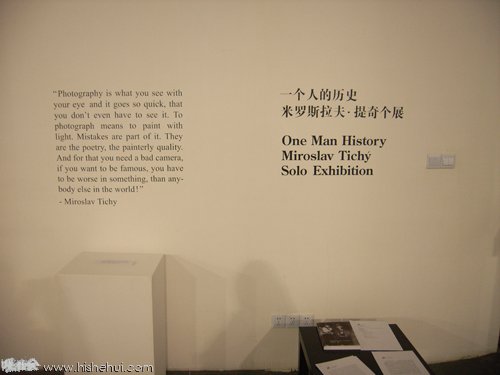 “Photography is what you see with
your eye and it goes so quick, that
you don't even have to see it. To
photograph means to paint with
light. Mistakes are part of it. They
are the poetry, the painterly quality.
And for that you need a bad camera,
if you want to be famous, you have
to be worse in something, than any-
body else in the world!”
- Miroslav Tichy
一个人的历史
米罗斯拉夫·提奇个展
One Man History
Miroslav Tichý
Solo Exhibition
www.hishehui.com